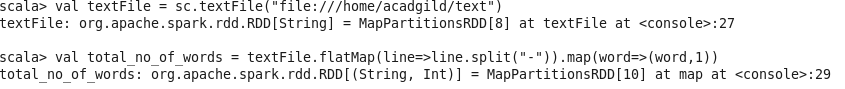 scala> val textFile = sc.textFile("file:///home/acadgild/text")
textFile: org.apache.spark.rdd.RDD[String] = MapPartitionsRDD[8] at textFile at <console>:27
scala> val total_no_of_words = textFile.flatMap(line=>line.split("-")).map(word=>(word,1))
total_no_of_words: org.apache.spark.rdd.RDD[(String, Int)] = MapPartitionsRDD[10] at map at <console>:29